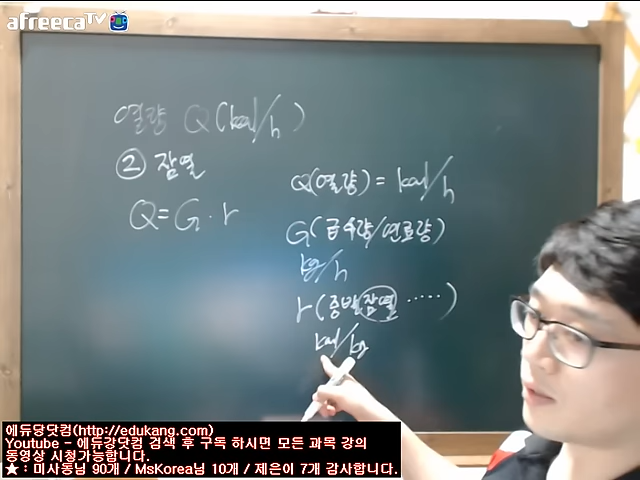 afreecaTV
열량 Q(kcal/h)
② 잠열
Q=G·r
Q(열량) = kcal/h
G(급수량/연료량)
kg/h
r(증발잠열 ·····)
kcal/kg
에듀강닷컴(http://edukang.com)
Youtube - 에듀강닷컴 검색 후 구독 하시면 모든 과목 강의
동영상 시청가능합니다.
★ : 미사동님 90개 / MsKorea님 10개 / 제은이 7개 감사합니다.